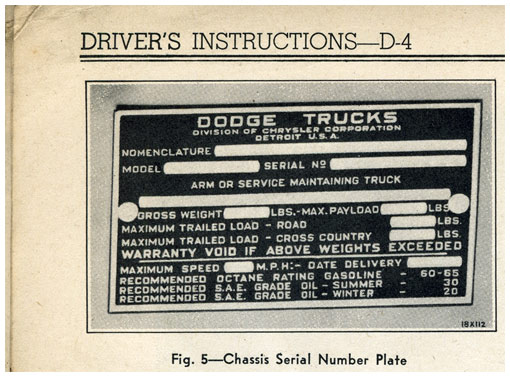 DRIVER'S INSTRUCTIONS—D-4
DODGE TRUCKS
DIVISION OF CHRYSLER CORPORATION
DETROIT U.S.A.
NOMENCLATURE
MODEL SERIAL Nº
ARM OR SERVICE MAINTAINING TRUCK
GROSS WEIGHT LBS.-MAX. PAYLOAD LBS.
MAXIMUM TRAILED LOAD - ROAD LBS.
MAXIMUM TRAILED LOAD - CROSS COUNTRY LBS.
WARRANTY VOID IF ABOVE WEIGHTS EXCEEDED
MAXIMUM SPEED M.P.H:- DATE DELIVERY
RECOMMENDED OCTANE RATING GASOLINE - 60-65
RECOMMENDED S.A.E. GRADE OIL - SUMMER - 30
RECOMMENDED S.A.E. GRADE OIL - WINTER - 20
18X112
Fig. 5—Chassis Serial Number Plate